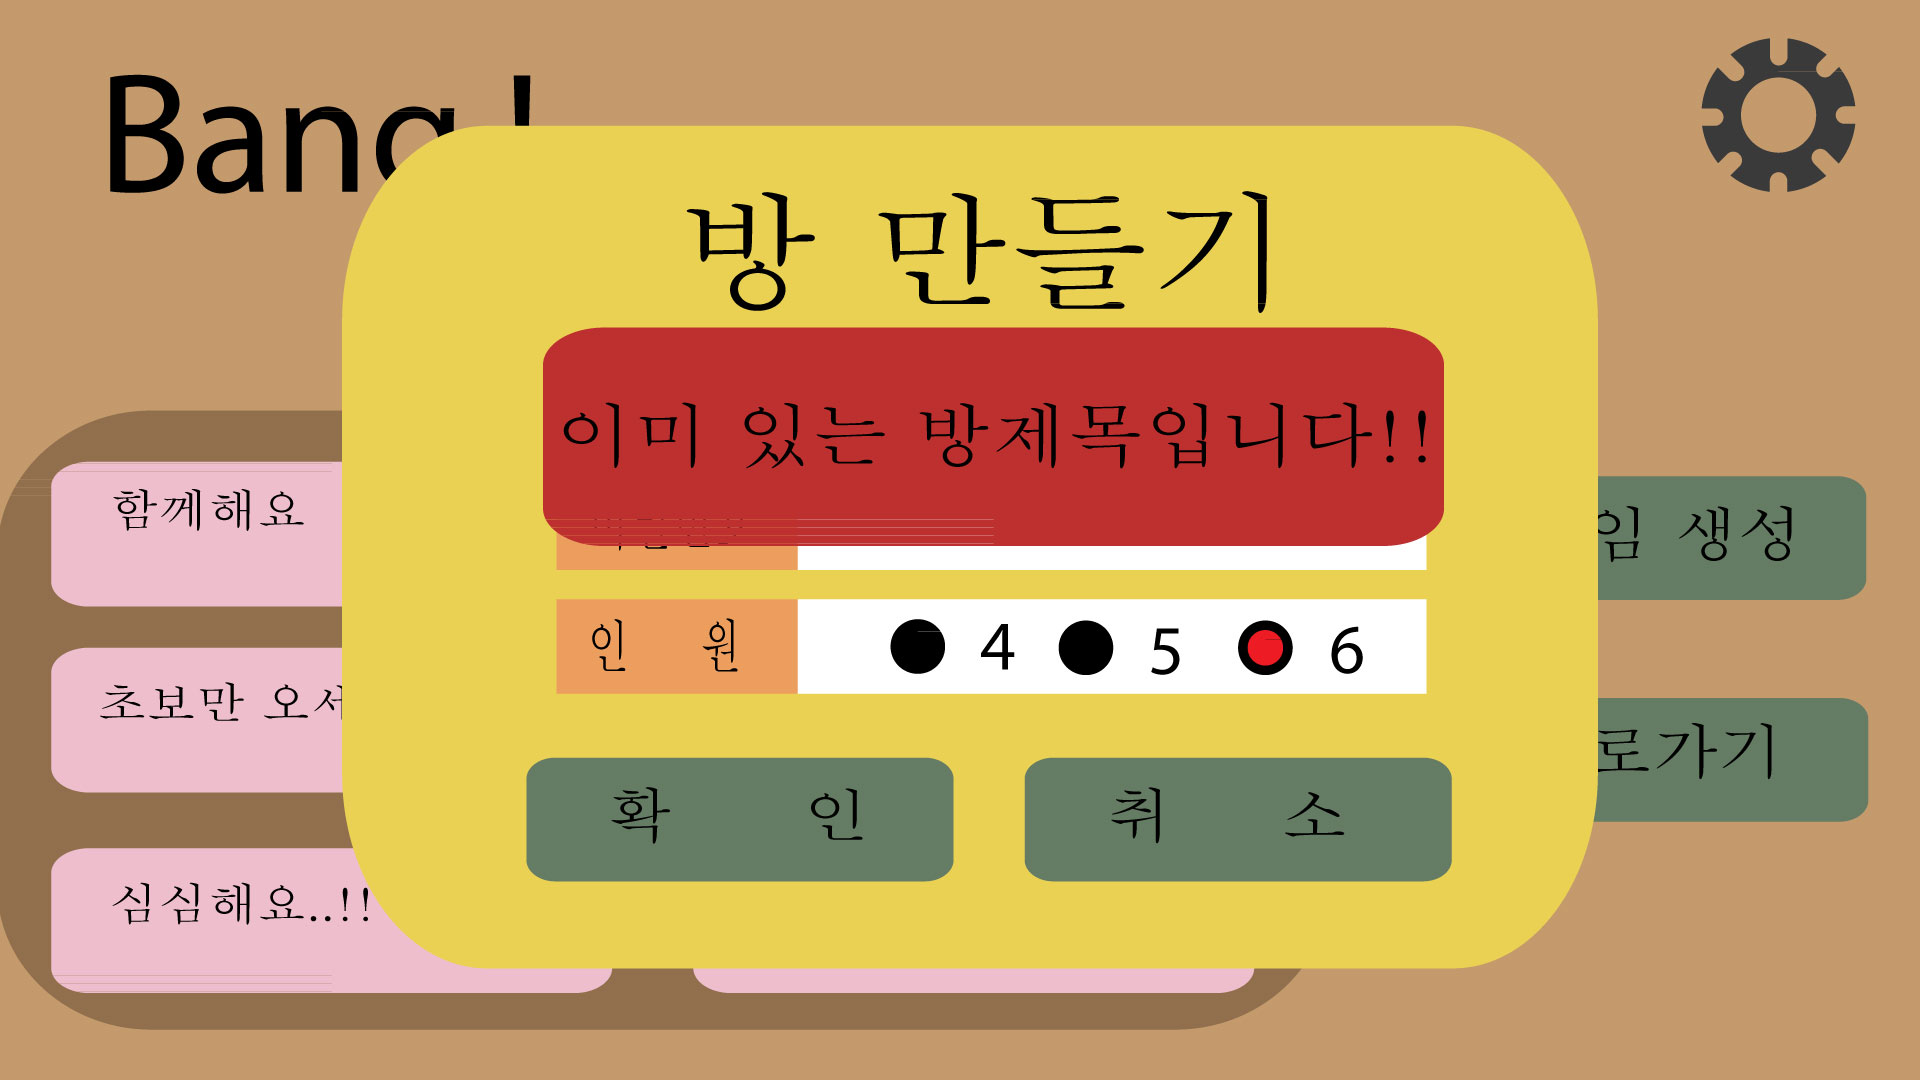 Bang !
방 만들기
이미 있는 방제목입니다!!
함께해요
임 생성
인 원 4 5 6
초보만 오세
로가기
확 인 취 소
심심해요..!!